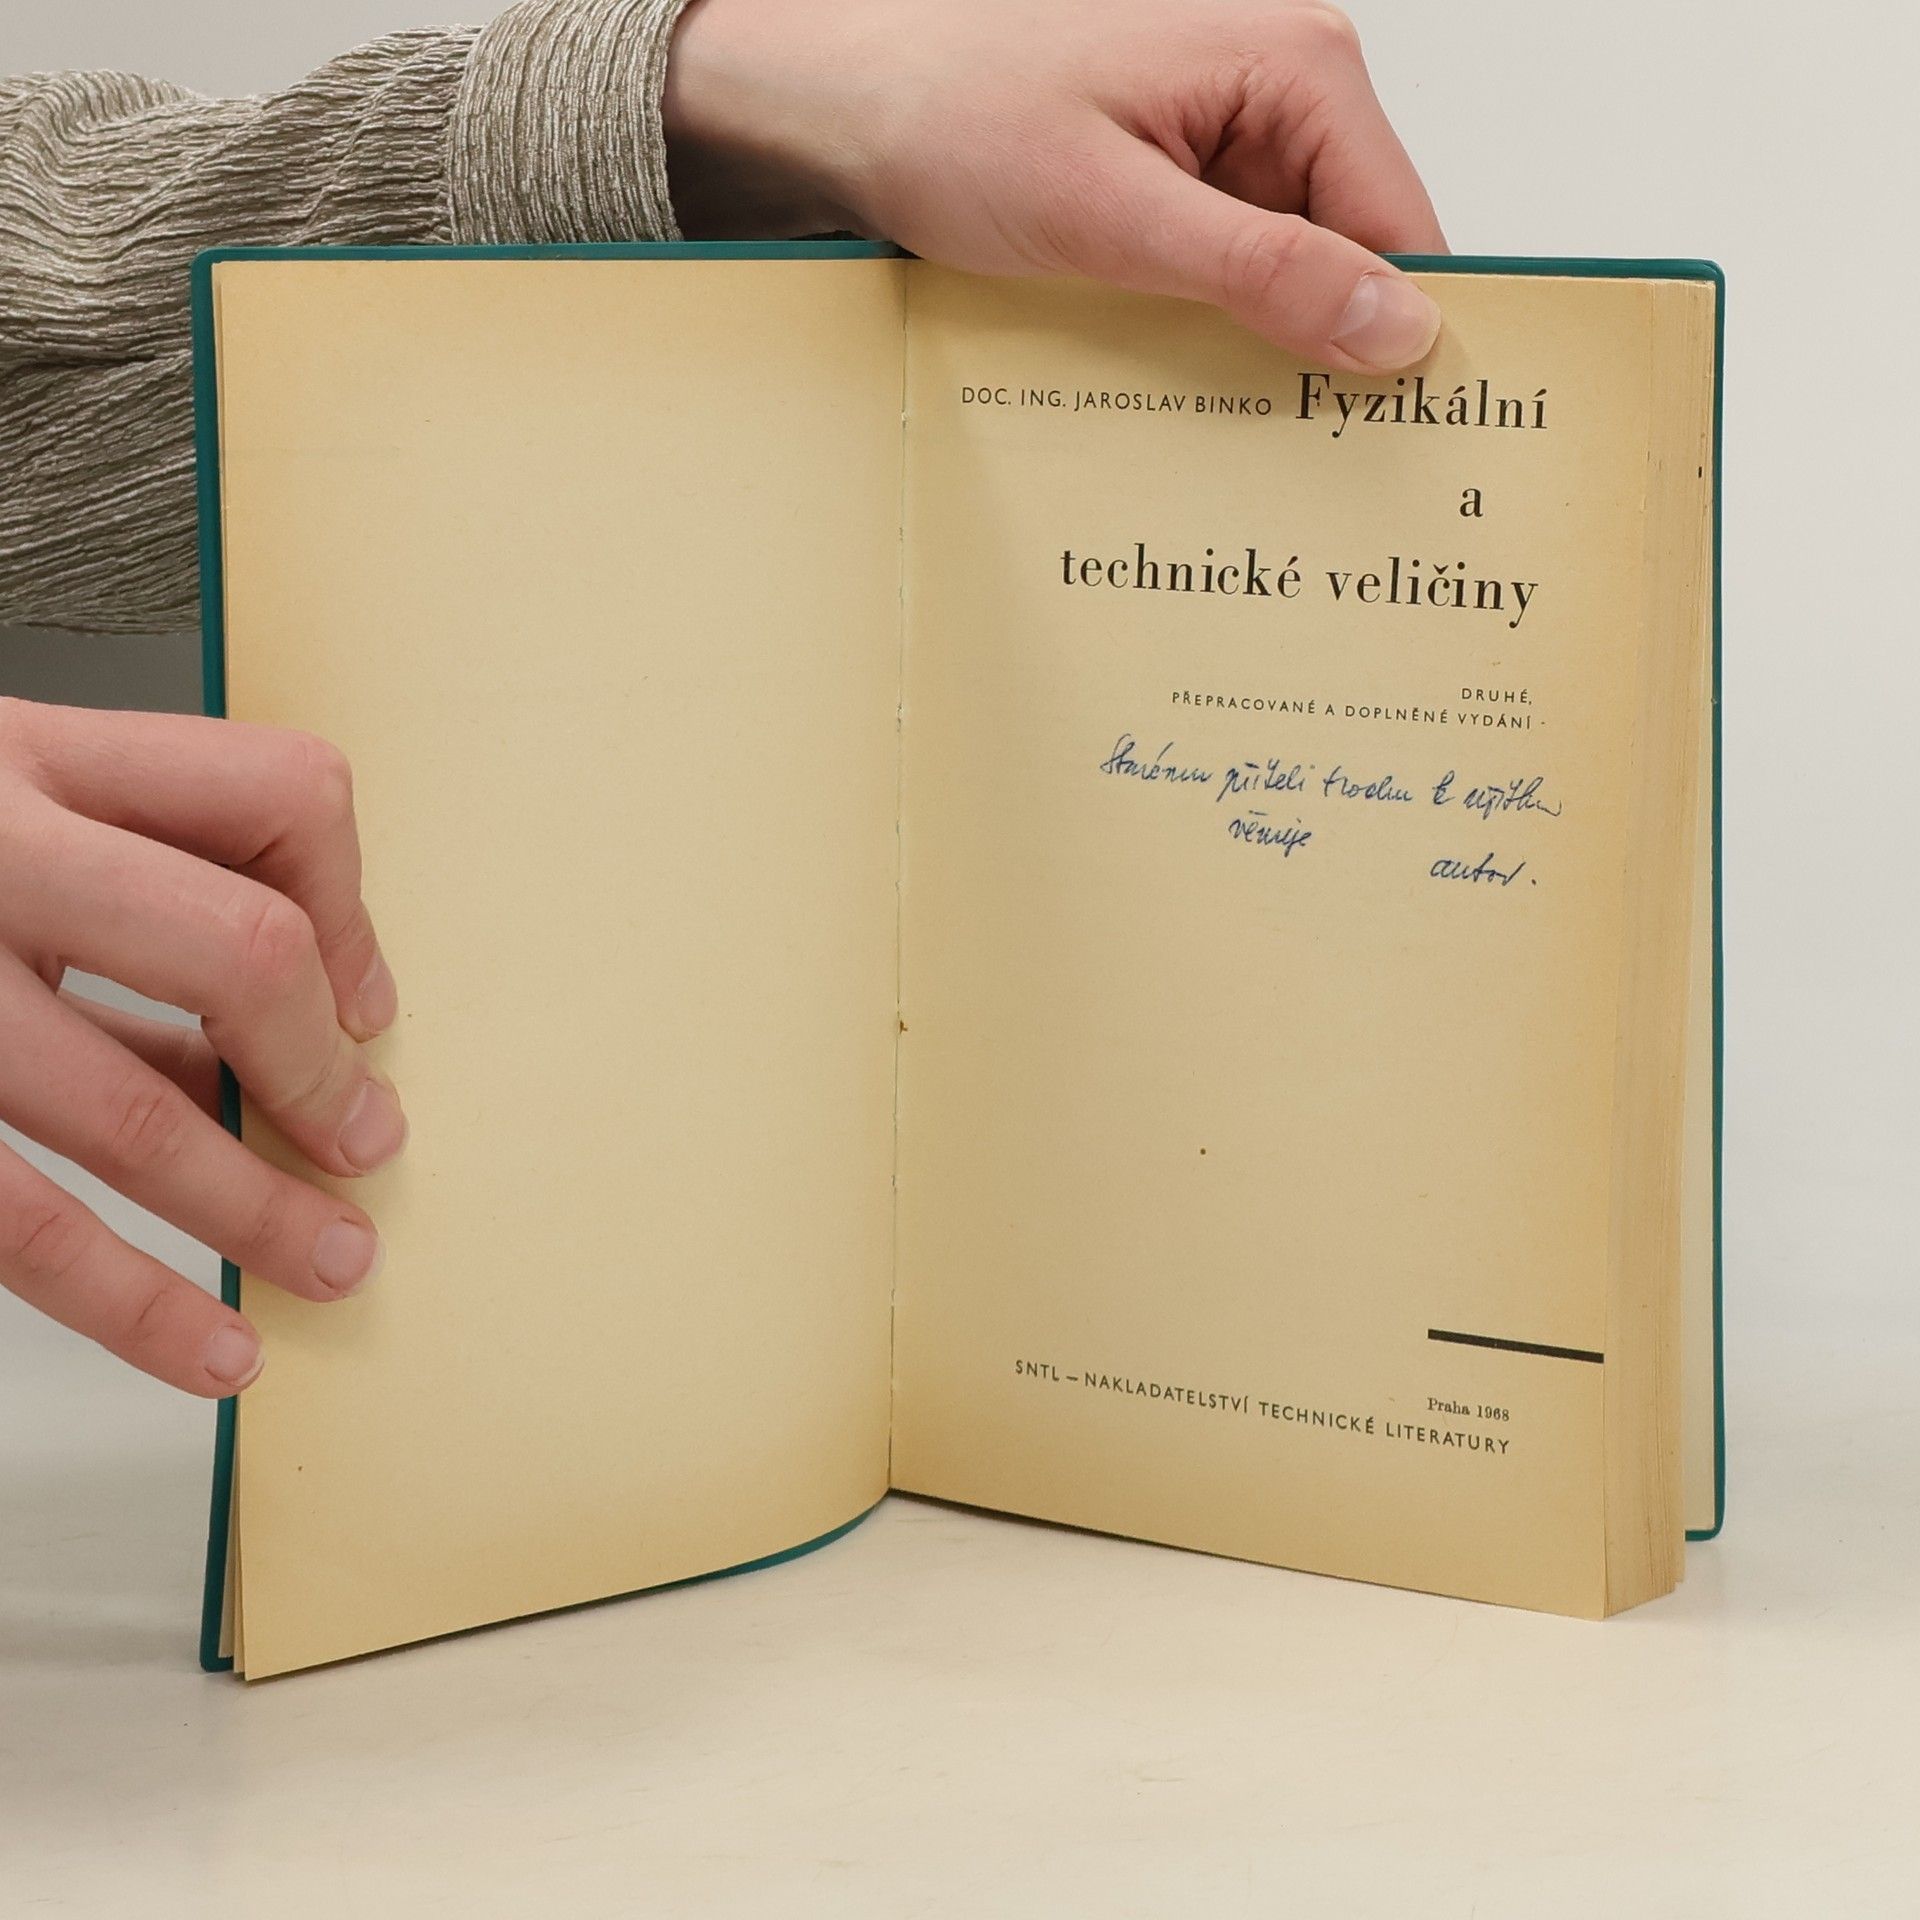 DOC. ING. JAROSLAV BINKO Fyzikální
a
technické veličiny
DRUHÉ,
PŘEPRACOVANÉ A DOPLNĚNÉ VYDÁNÍ
Starému příteli trochu k užitku
věnuje
autor.
Praha 1968
SNTL – NAKLADATELSTVÍ TECHNICKÉ LITERATURY